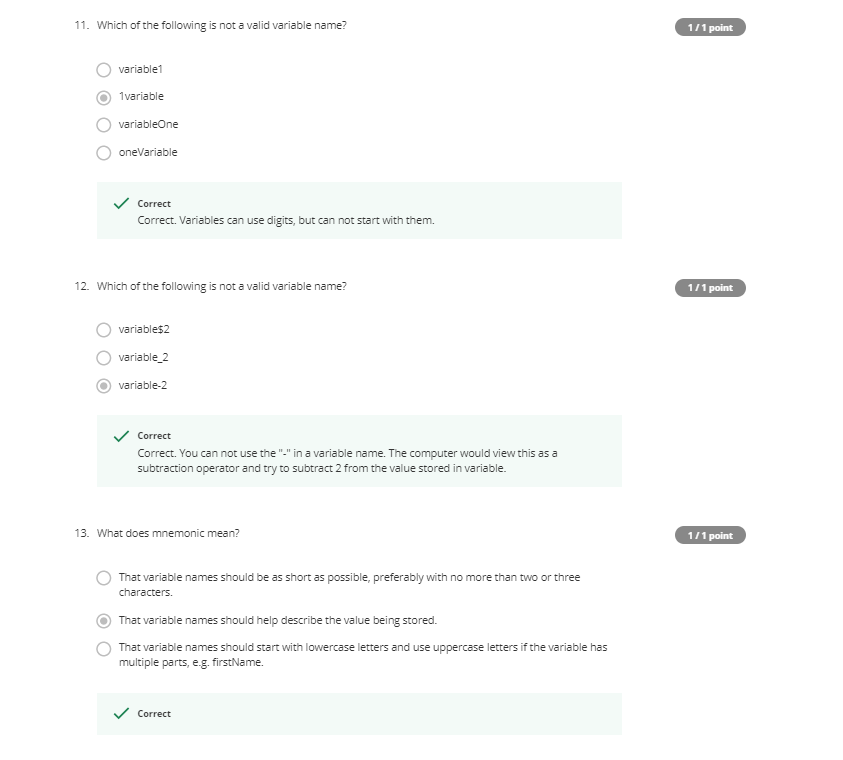 11. Which of the following is not a valid variable name?
1 / 1 point
variable1
1variable
variableOne
oneVariable
Correct
Correct. Variables can use digits, but can not start with them.
12. Which of the following is not a valid variable name?
1 / 1 point
variable$2
variable_2
variable-2
Correct
Correct. You can not use the "-" in a variable name. The computer would view this as a
subtraction operator and try to subtract 2 from the value stored in variable.
13. What does mnemonic mean?
1 / 1 point
That variable names should be as short as possible, preferably with no more than two or three
characters.
That variable names should help describe the value being stored.
That variable names should start with lowercase letters and use uppercase letters if the variable has
multiple parts, e.g. firstName.
Correct